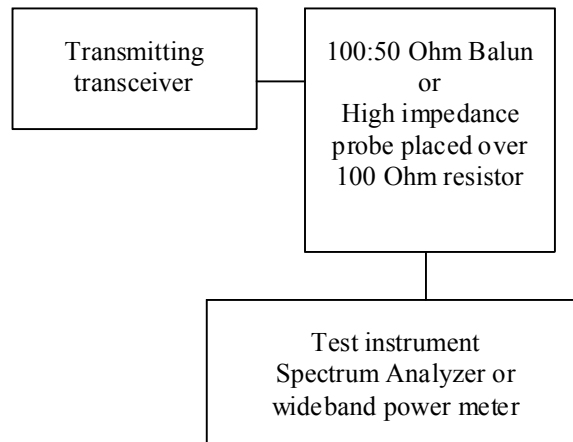 Transmitting
transceiver
100:50 Ohm Balun
or
High impedance
probe placed over
100 Ohm resistor
Test instrument
Spectrum Analyzer or
wideband power meter